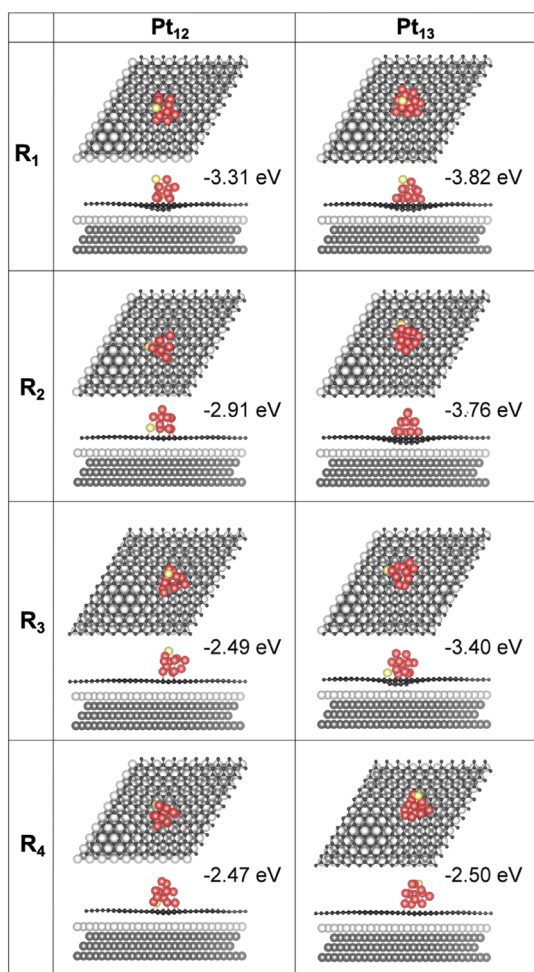 Pt12 Pt13
R1 -3.31 eV -3.82 eV
R2 -2.91 eV -3.76 eV
R3 -2.49 eV -3.40 eV
R4 -2.47 eV -2.50 eV